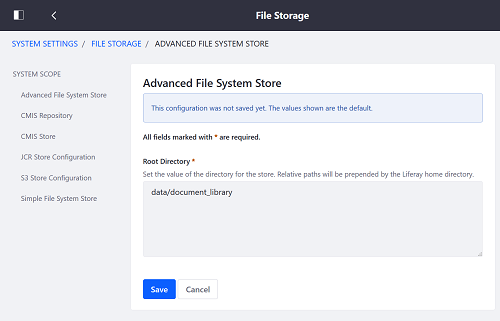 File Storage
SYSTEM SETTINGS / FILE STORAGE / ADVANCED FILE SYSTEM STORE
SYSTEM SCOPE
Advanced File System Store
CMIS Repository
CMIS Store
JCR Store Configuration
S3 Store Configuration
Simple File System Store
Advanced File System Store
This configuration was not saved yet. The values shown are the default.
All fields marked with * are required.
Root Directory *
Set the value of the directory for the store. Relative paths will be prepended by the Liferay home directory.
data/document_library
Save Cancel